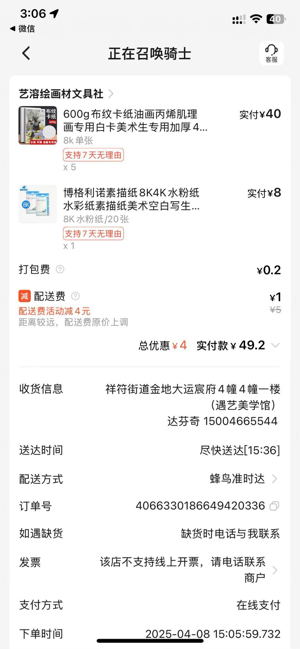 3:06
40
微信
正在召唤骑士
客服
艺溶绘画材文具社
600g布纹卡纸油画丙烯肌理
画专用白卡美术生专用加厚4...
实付¥40
8k单张
支持7天无理由
x 5
博格利诺素描纸8K4K水粉纸
水彩纸素描纸美术空白写生...
实付¥8
8K水粉纸/20张
支持7天无理由
x 1
打包费
¥0.2
减 配送费
¥1
配送费活动减4元
¥5
距离较远,配送费原价上调
总优惠¥4 实付款¥49.2
收货信息
祥符街道金地大运宸府4幢4幢一楼
(遇艺美学馆)
达芬奇 15004665544
送达时间
尽快送达[15:36]
配送方式
蜂鸟准时达
订单号
4066330186649420336
如遇缺货
缺货时电话与我联系
发票
该店不支持线上开票,请电话联系
商户
支付方式
在线支付
下单时间
2025-04-08 15:05:59.732